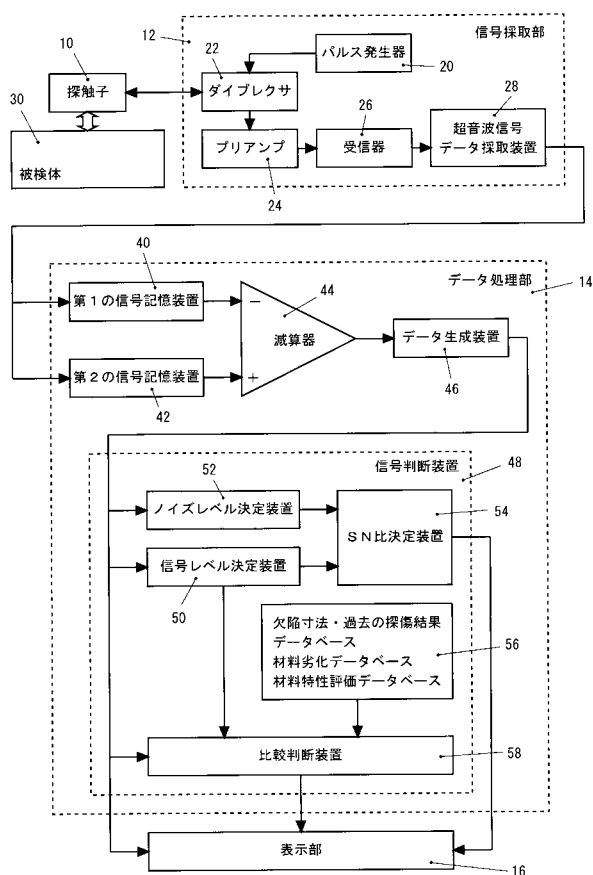 12
信号採取部
10
22
パルス発生器
20
探触子
ダイプレクサ
30
26
28
被検体
プリアンプ
受信器
超音波信号
データ採取装置
24
40
データ処理部
14
第1の信号記憶装置
44
−
減算器
データ生成装置
46
第2の信号記憶装置
+
42
信号判断装置
48
52
ノイズレベル決定装置
54
SN比決定装置
信号レベル決定装置
50
欠陥寸法・過去の探傷結果
データベース
材料劣化データベース
材料特性評価データベース
56
比較判断装置
58
表示部
16